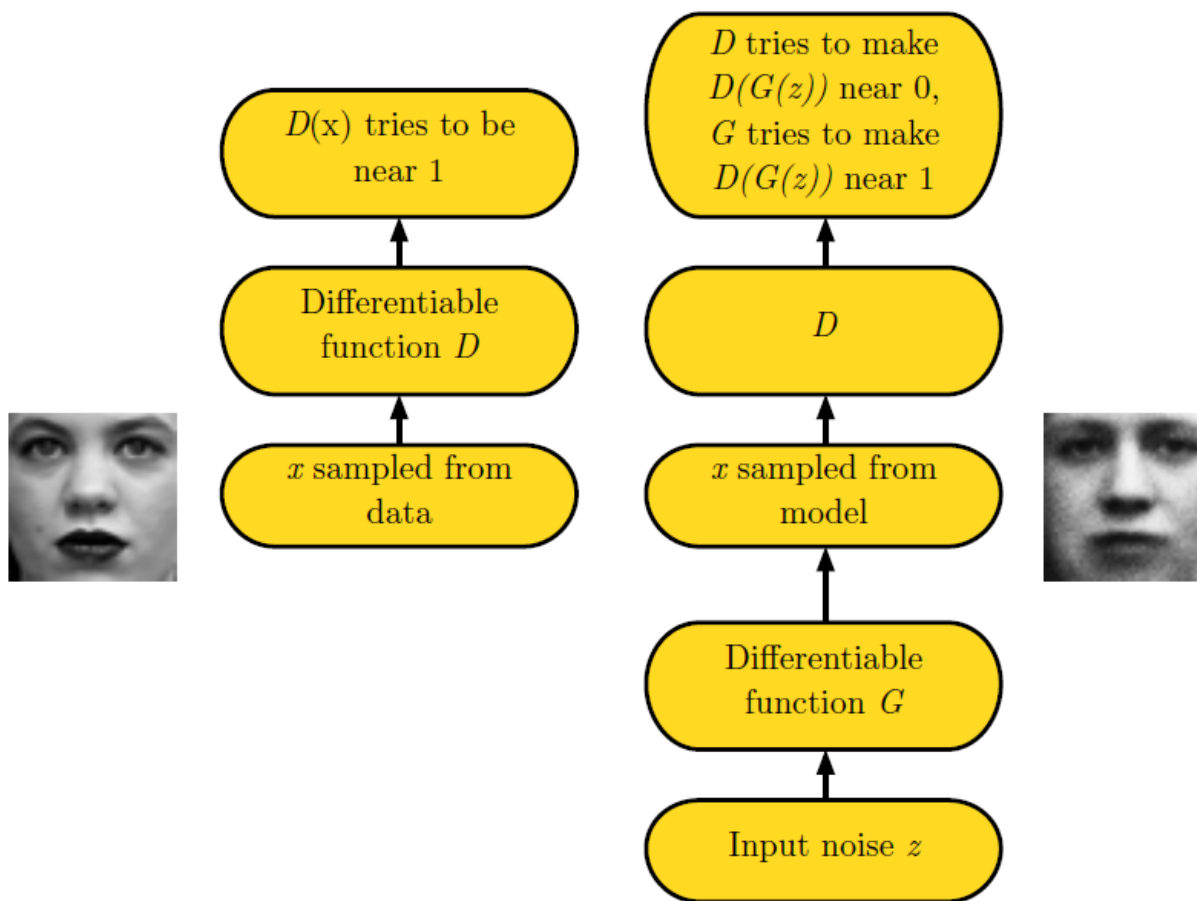 D(x) tries to be
near 1
Differentiable
function D
x sampled from
data
D tries to make
D(G(z)) near 0,
G tries to make
D(G(z)) near 1
D
x sampled from
model
Differentiable
function G
Input noise z